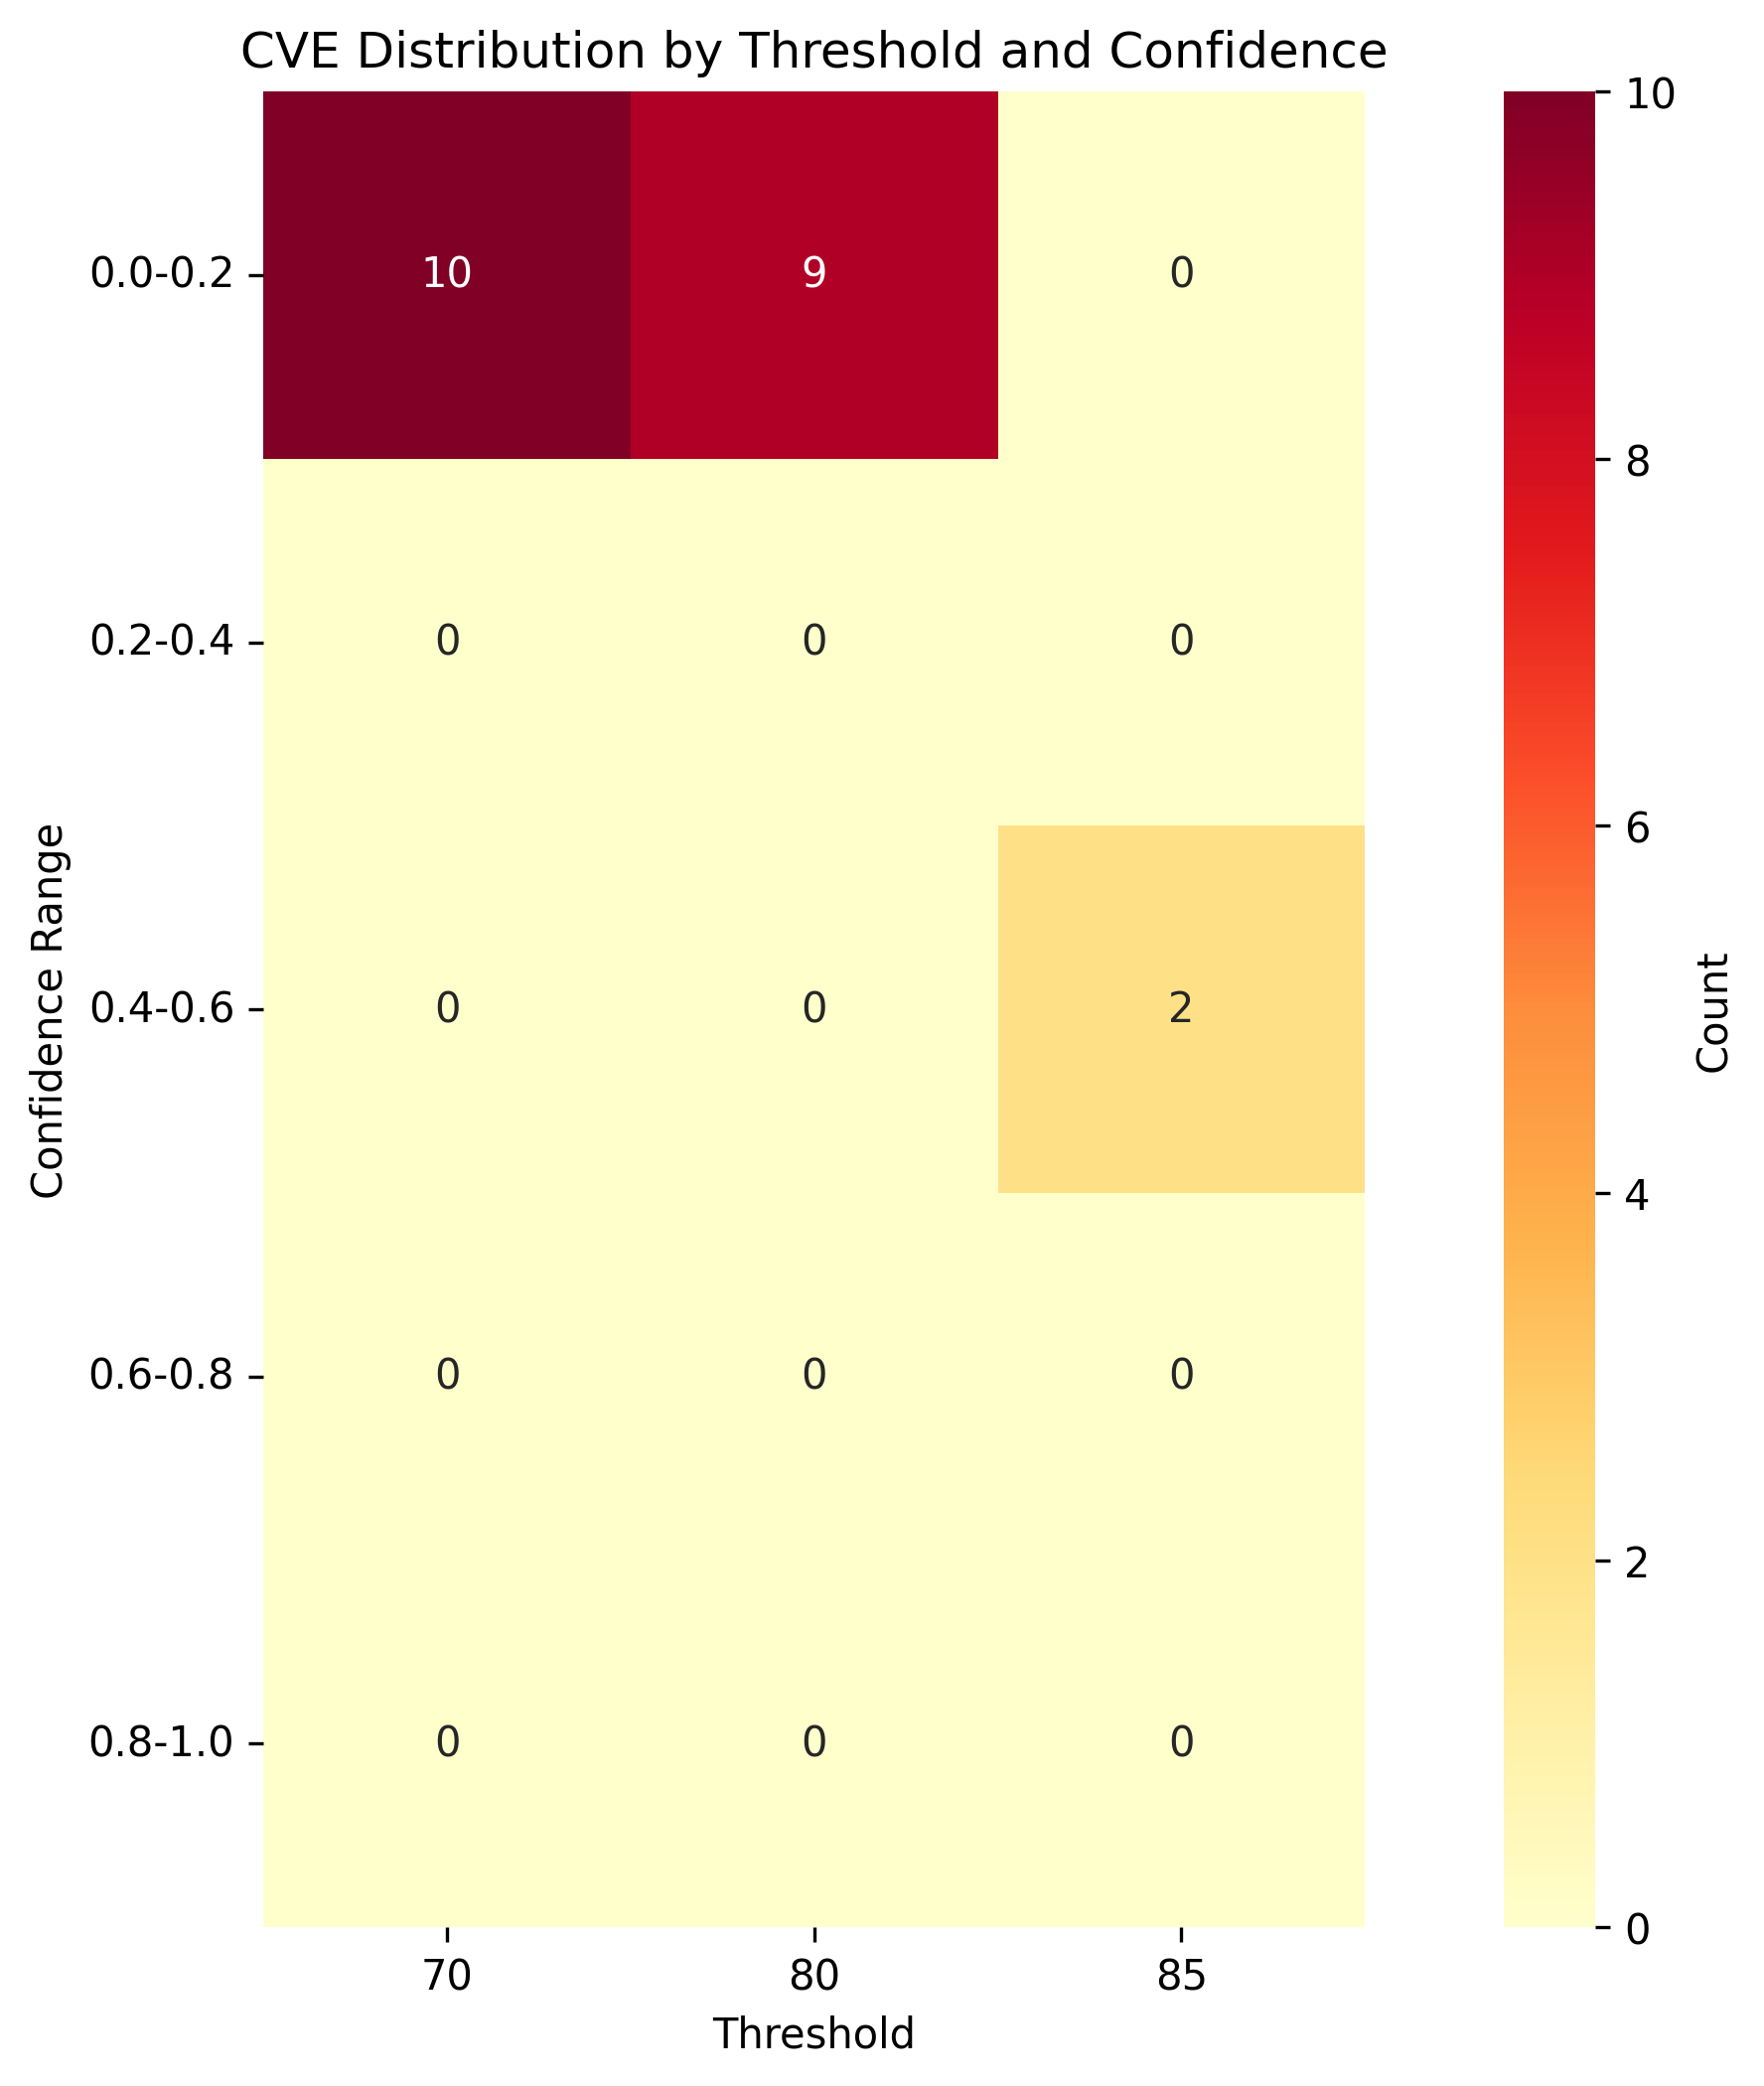 CVE Distribution by Threshold and Confidence
10
0.0-0.2 10 9 0
8
0.2-0.4 0 0 0
6
Confidence Range
Count
0.4-0.6 0 0 2
4
0.6-0.8 0 0 0
2
0.8-1.0 0 0 0
0
70 80 85
Threshold